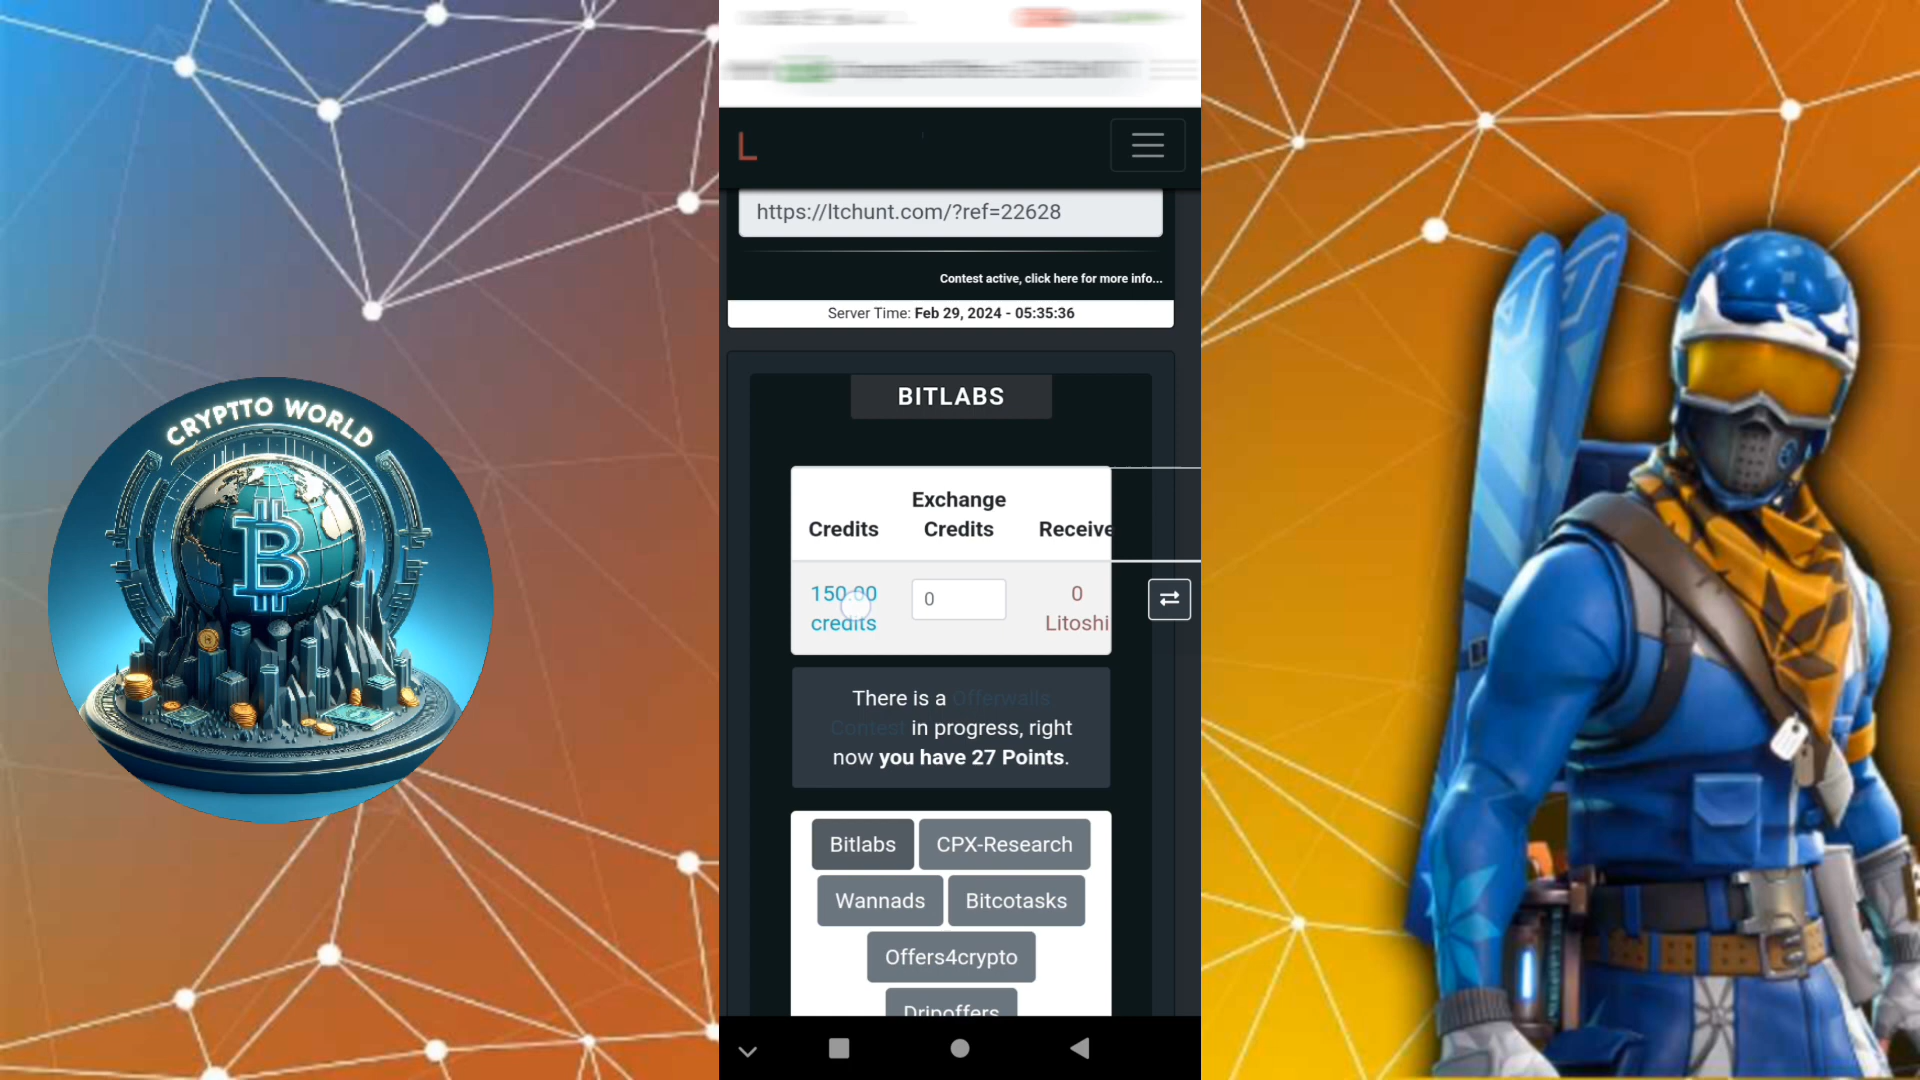 CRYPTTO WORLD
L
https://ltchunt.com/?ref=22628
Contest active, click here for more info...
Server Time: Feb 29, 2024 - 05:35:36
BITLABS
Credits
Exchange
Credits
Receive
150.00
credits
0
0
Litoshi
There is a Offerwalls
Contest in progress, right
now you have 27 Points.
Bitlabs
CPX-Research
Wannads
Bitcotasks
Offers4crypto
Dripoffers